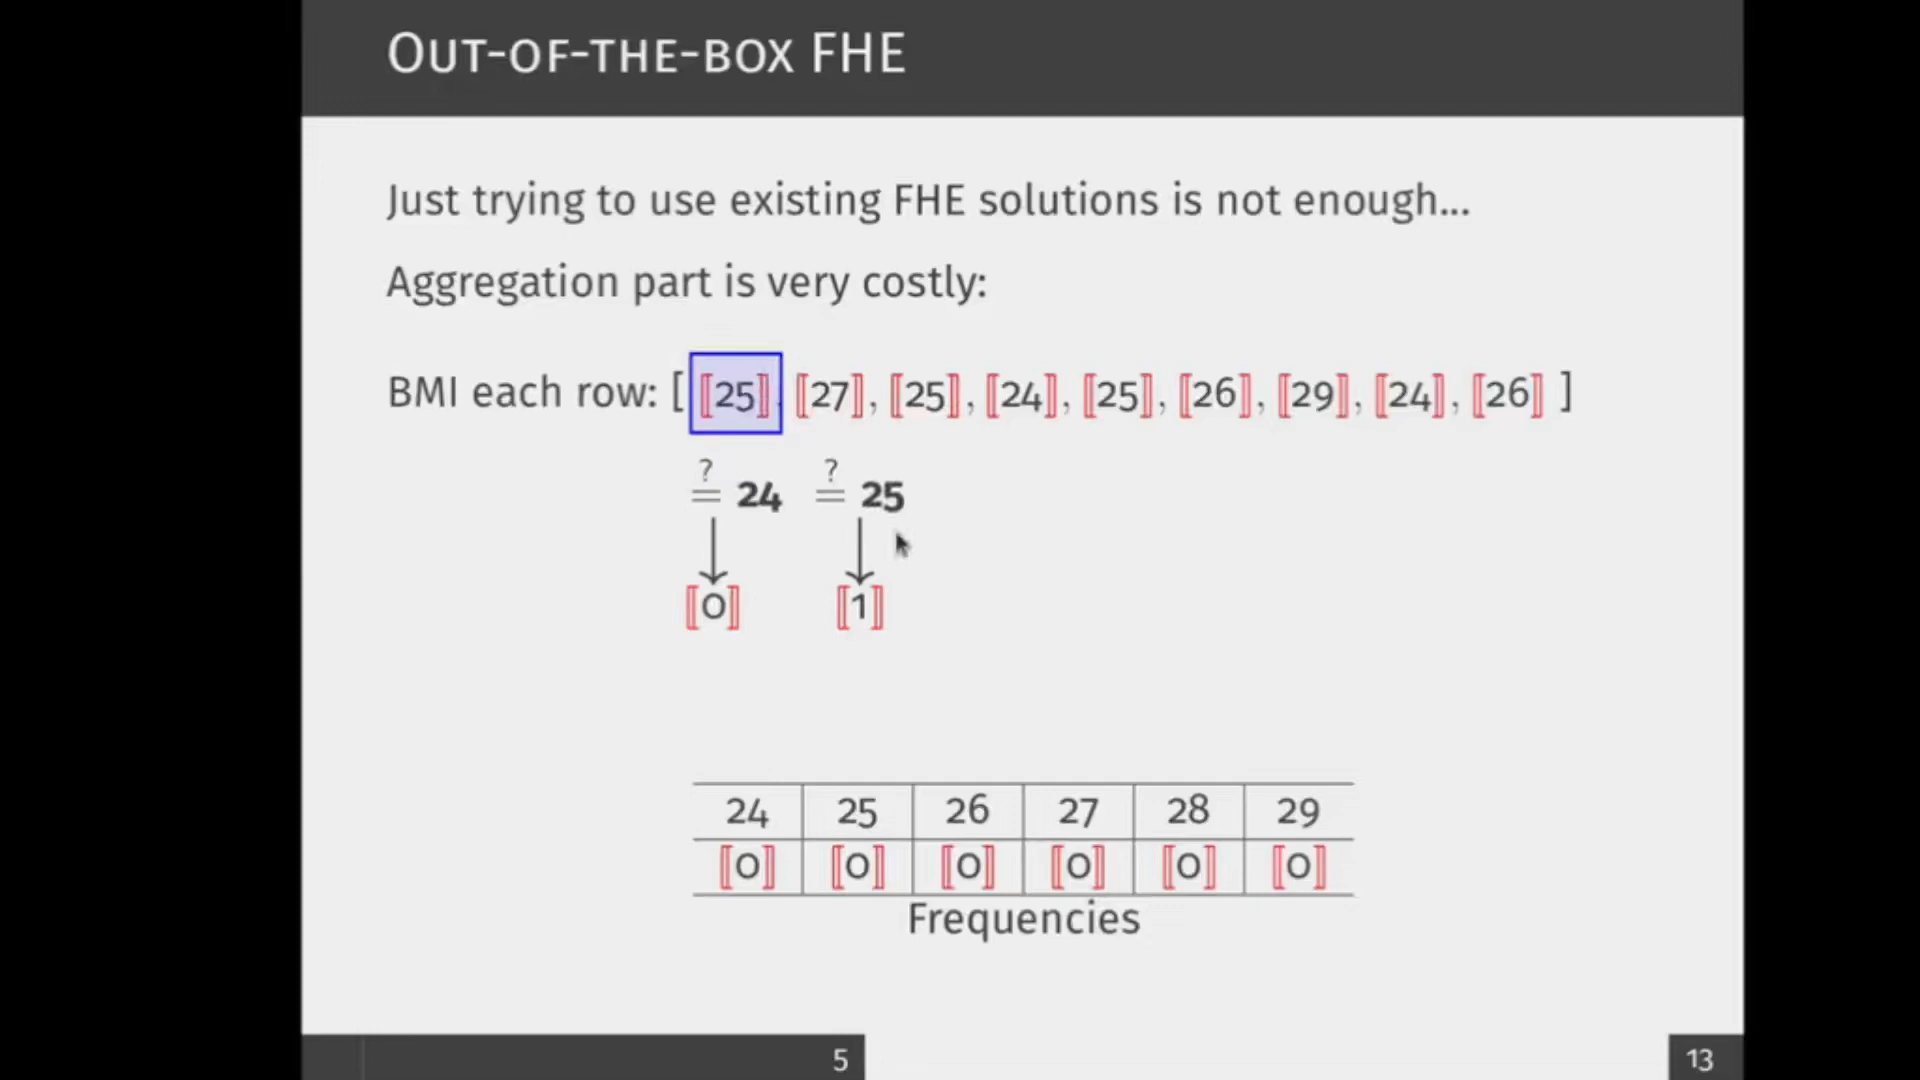 OUT-OF-THE-BOX FHE
Just trying to use existing FHE solutions is not enough...
Aggregation part is very costly:
BMI each row: [ ⟦25⟧ ⟦27⟧, ⟦25⟧, ⟦24⟧, ⟦25⟧, ⟦26⟧, ⟦29⟧, ⟦24⟧, ⟦26⟧ ]
≟ 24 ≟ 25
⟦0⟧ ⟦1⟧
24 25 26 27 28 29
⟦0⟧ ⟦0⟧ ⟦0⟧ ⟦0⟧ ⟦0⟧ ⟦0⟧
Frequencies
5 13